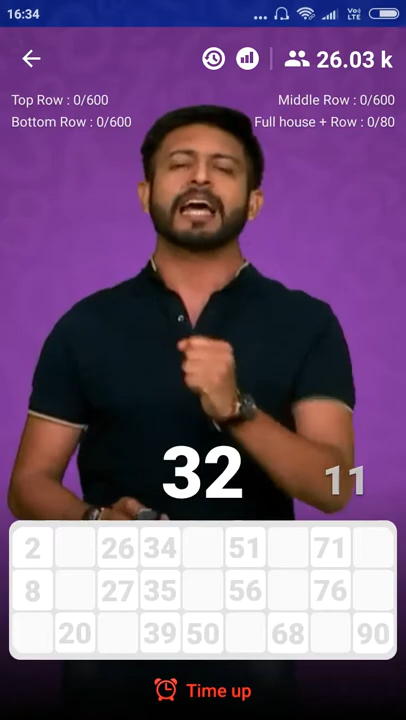 16:34 ... Vo) LTE
26.03 k
Top Row : 0/600 Middle Row : 0/600
Bottom Row : 0/600 Full house + Row : 0/80
32 11
2 26 34 51 71
8 27 35 56 76
20 39 50 68 90
Time up